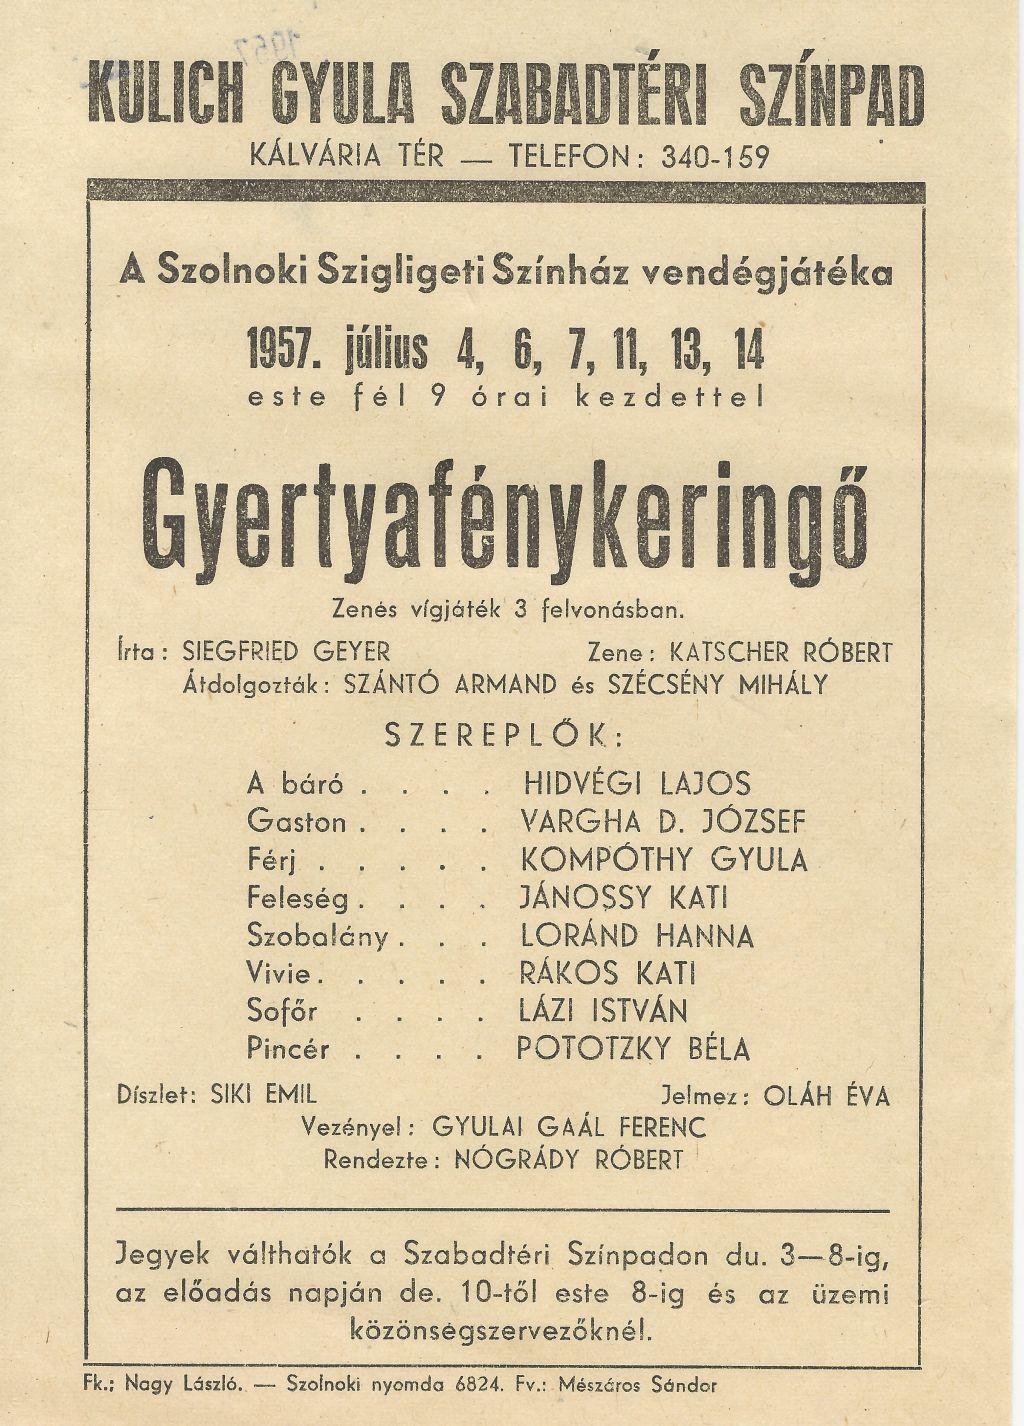 1957
KULICH GYULA SZABADTÉRI SZÍNPAD
KÁLVÁRIA TÉR — TELEFON: 340-159
A Szolnoki Szigligeti Színház vendégjátéka
1957. július 4, 6, 7, 11, 13, 14
este fél 9 órai kezdettel
Gyertyafénykeringő
Zenés vígjáték 3 felvonásban.
Írta: SIEGFRIED GEYER Zene: KATSCHER RÓBERT
Átdolgozták: SZÁNTÓ ARMAND és SZÉCSÉNY MIHÁLY
SZEREPLŐK:
A báró . . . . HIDVÉGI LAJOS
Gaston . . . . VARGHA D. JÓZSEF
Férj . . . . . KOMPÓTHY GYULA
Feleség . . . . JÁNOSSY KATI
Szobalány . . . LORÁND HANNA
Vivie . . . . . RÁKOS KATI
Sofőr . . . . LÁZI ISTVÁN
Pincér . . . . POTOTZKY BÉLA
Díszlet: SIKI EMIL Jelmez: OLÁH ÉVA
Vezényel: GYULAI GAÁL FERENC
Rendezte: NÓGRÁDY RÓBERT
Jegyek válthatók a Szabadtéri Színpadon du. 3—8-ig,
az előadás napján de. 10-től este 8-ig és az üzemi
közönségszervezőknél.
Fk.; Nagy László. — Szolnoki nyomda 6824. Fv.: Mészáros Sándor